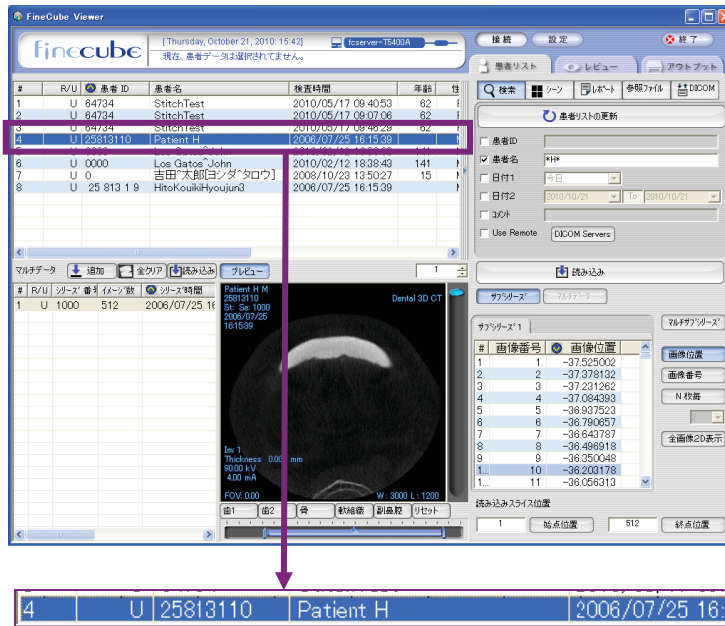 FineCube Viewer
finecube
[Thursday, October 21, 2010: 15:42]
fcserver-T5400A
現在、患者データは選択されてません。
接続
設定
終了
患者リスト
レビュー
アウトプット
# R/U 患者 ID 患者名 検査時間 年齢 性
1 U 64734 StitchTest 2010/05/17 09:40:53 62
2 U 64734 StitchTest 2010/05/17 09:07:06 62
3 U 64734 StitchTest 2010/05/17 09:46:29 62
4 U 25813110 Patient H 2006/07/25 16:15:39
6 U 0000 Los Gatos^John 2010/02/12 18:38:43 141
7 U 0 吉田^太郎[ヨシダ^タロウ] 2008/10/23 13:50:27 15
8 U 25 813 1 9 HitoKouikiHyoujun3 2006/07/25 16:15:39
検索
シーン
レポート
参照ファイル
DICOM
患者リストの更新
患者ID
患者名 *H*
日付1 今日
日付2 2010/10/21 To 2010/10/21
コメント
Use Remote DICOM Servers
マルチデータ 追加 全クリア 読み込み プレビュー 1
読み込み
# R/U シリーズ番号 イメージ数 シリーズ時間
1 U 1000 512 2006/07/25 16
Patient H M
25813110
St: Se: 1000
2006/07/25
16:15:39
Dental 3D CT
Im: 1
Thickness: 0.00 mm
90.00 kV
4.00 mA
FOV: 0.00
W : 3000 L : 1200
歯1 歯2 骨 軟組織 副鼻腔 リセット
サブシリーズ
マルチデータ
サブシリーズ 1
マルチサブシリーズ
# 画像番号 画像位置
1 1 -37.525002
2 2 -37.378132
3 3 -37.231262
4 4 -37.084393
5 5 -36.937523
6 6 -36.790657
7 7 -36.643787
8 8 -36.496918
9 9 -36.350048
1... 10 -36.203178
1... 11 -36.056313
画像位置
画像番号
N 枚毎
全画像2D表示
読み込みスライス位置
1 始点位置 512 終点位置
4 U 25813110 Patient H 2006/07/25 16: